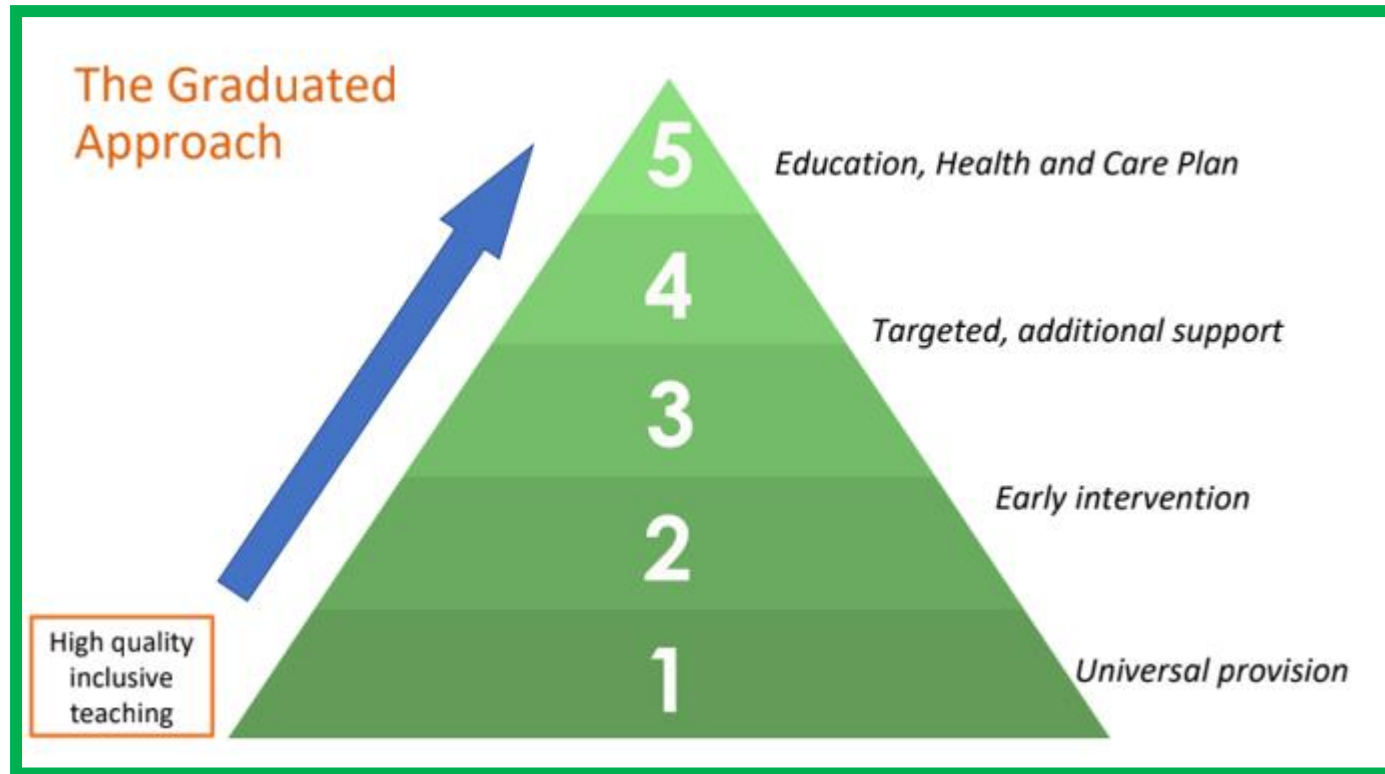 The Graduated
Approach
5
Education, Health and Care Plan
4
Targeted, additional support
3
Early intervention
2
High quality
inclusive
teaching
1
Universal provision